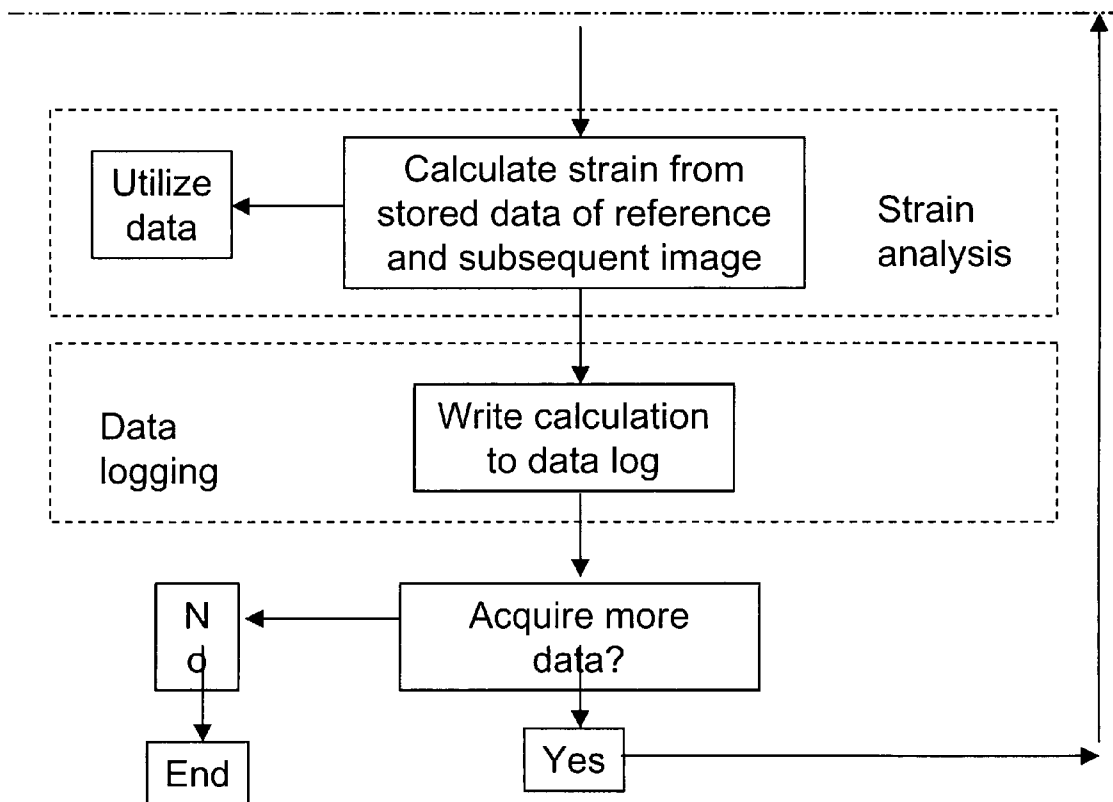 Utilize
data
Calculate strain from
stored data of reference
and subsequent image
Strain
analysis
Data
logging
Write calculation
to data log
N
o
Acquire more
data?
End
Yes